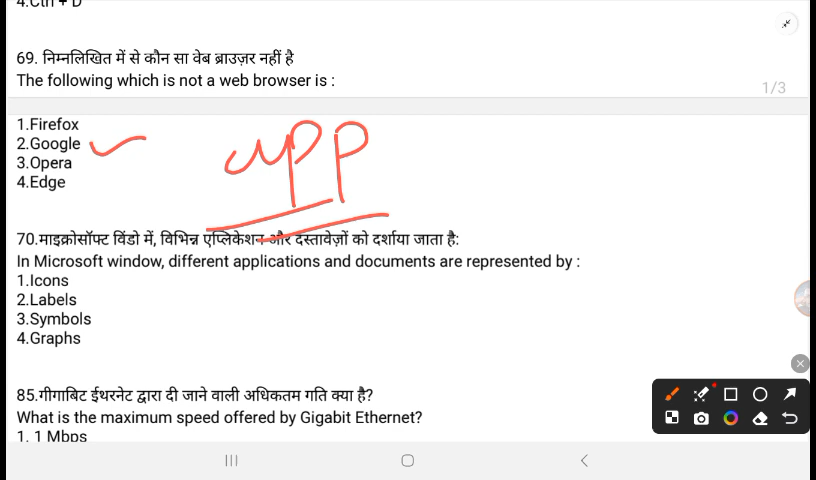 4.Ctrl + D
69. निम्नलिखित में से कौन सा वेब ब्राउज़र नहीं है
The following which is not a web browser is :
1/3
1.Firefox
2.Google
3.Opera
4.Edge
upp
70.माइक्रोसॉफ्ट विंडो में, विभिन्न एप्लिकेशन और दस्तावेज़ों को दर्शाया जाता है:
In Microsoft window, different applications and documents are represented by :
1.Icons
2.Labels
3.Symbols
4.Graphs
85.गीगाबिट ईथरनेट द्वारा दी जाने वाली अधिकतम गति क्या है?
What is the maximum speed offered by Gigabit Ethernet?
1. 1 Mbps